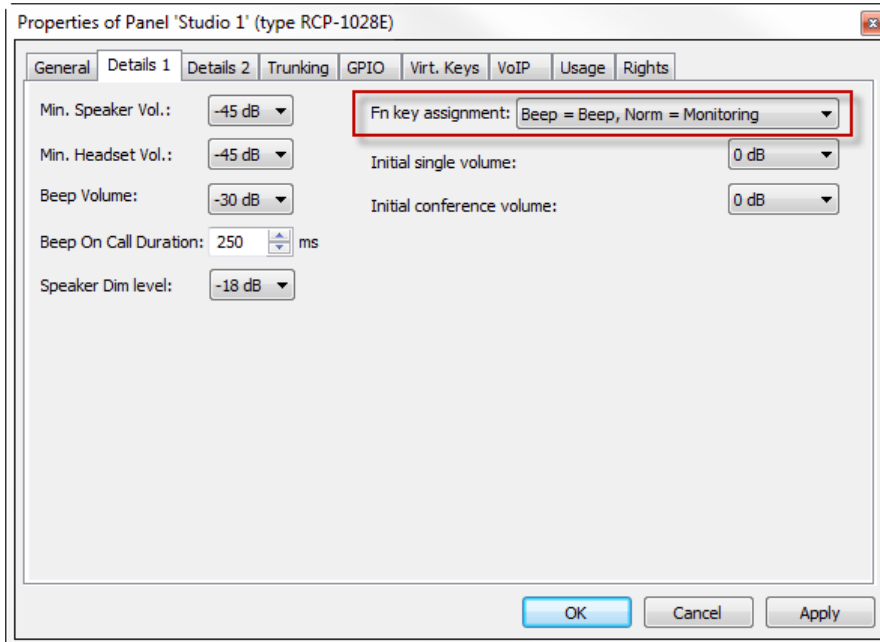 Properties of Panel 'Studio 1' (type RCP-1028E)
General Details 1 Details 2 Trunking GPIO Virt. Keys VoIP Usage Rights
Min. Speaker Vol.: -45 dB
Fn key assignment: Beep = Beep, Norm = Monitoring
Min. Headset Vol.: -45 dB
Initial single volume: 0 dB
Beep Volume: -30 dB
Initial conference volume: 0 dB
Beep On Call Duration: 250 ms
Speaker Dim level: -18 dB
OK Cancel Apply